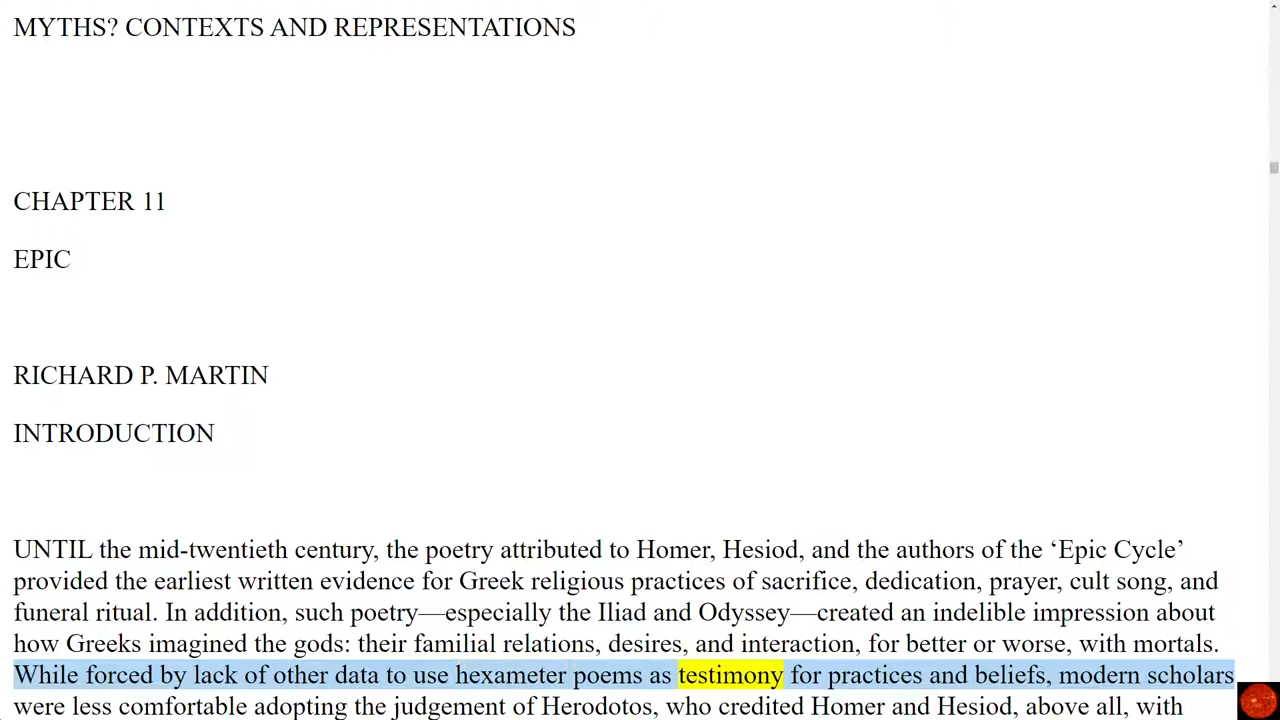 MYTHS? CONTEXTS AND REPRESENTATIONS
CHAPTER 11
EPIC
RICHARD P. MARTIN
INTRODUCTION
UNTIL the mid-twentieth century, the poetry attributed to Homer, Hesiod, and the authors of the ‘Epic Cycle’
provided the earliest written evidence for Greek religious practices of sacrifice, dedication, prayer, cult song, and
funeral ritual. In addition, such poetry—especially the Iliad and Odyssey—created an indelible impression about
how Greeks imagined the gods: their familial relations, desires, and interaction, for better or worse, with mortals.
While forced by lack of other data to use hexameter poems as testimony for practices and beliefs, modern scholars
were less comfortable adopting the judgement of Herodotos, who credited Homer and Hesiod, above all, with